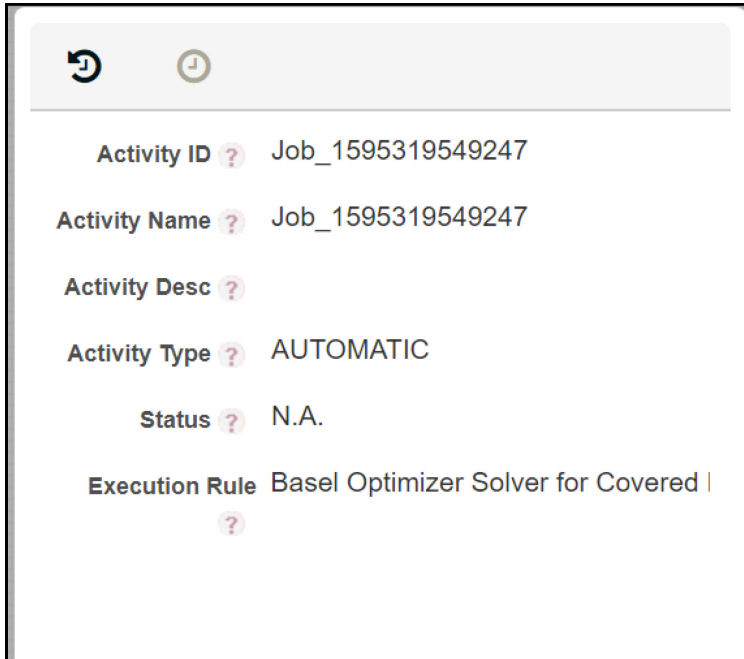 Activity ID ? Job_1595319549247
Activity Name ? Job_1595319549247
Activity Desc ?
Activity Type ? AUTOMATIC
Status ? N.A.
Execution Rule Basel Optimizer Solver for Covered
?